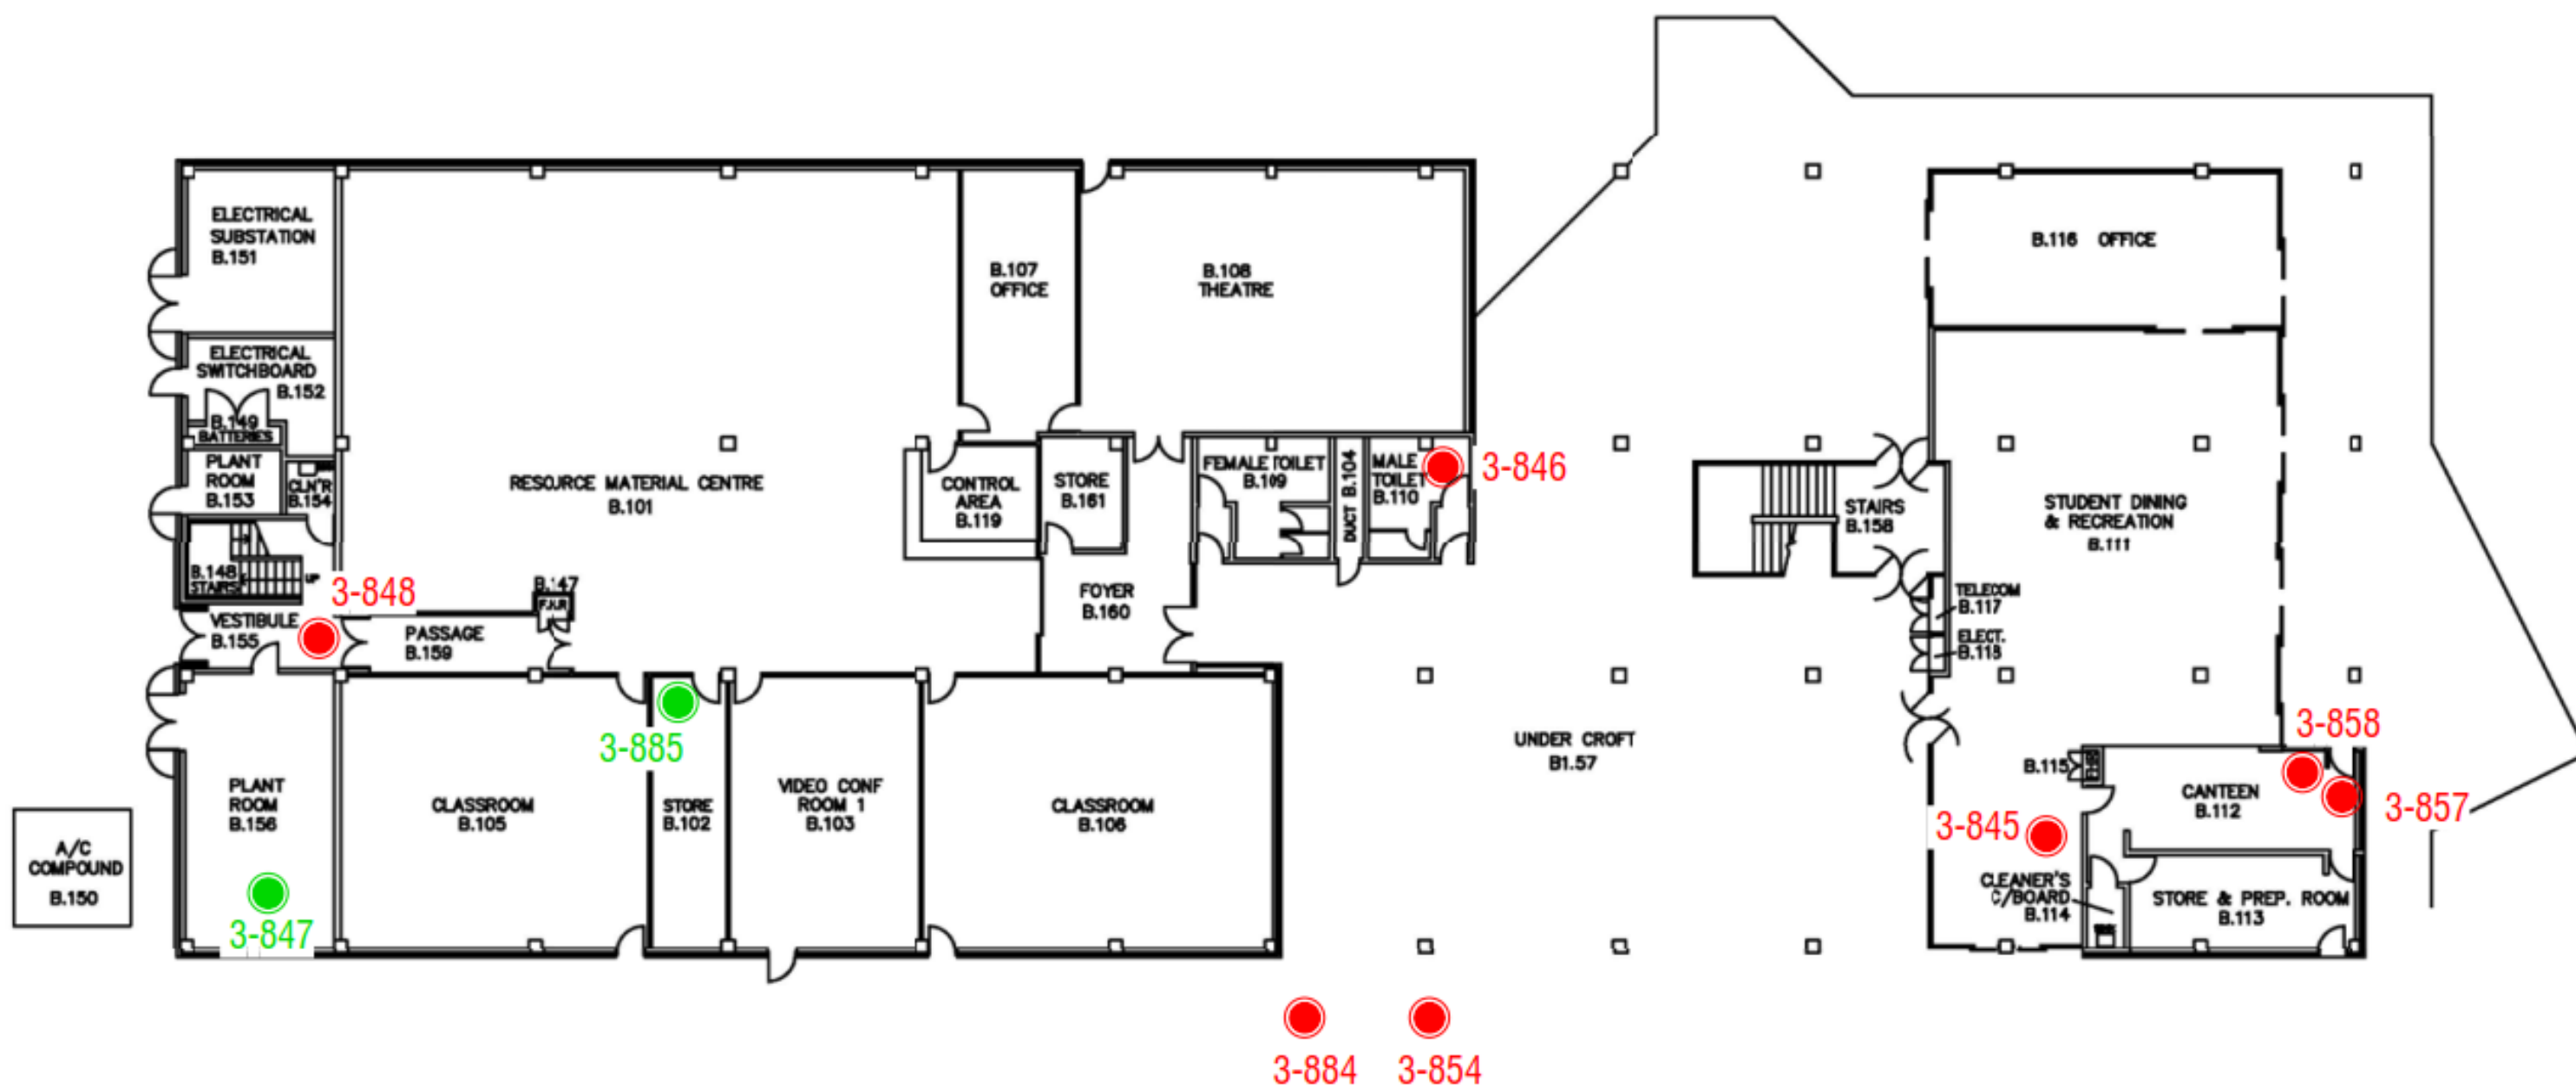 ELECTRICAL
SUBSTATION
B.151
ELECTRICAL
SWITCHBOARD
B.152
B.149
BATTERIES
PLANT
ROOM
B.153
CLN'R
B.154
B.148
STAIRS
UP
3-848
VESTIBULE
B.155
PASSAGE
B.159
B.147
F.H.R
RESOURCE MATERIAL CENTRE
B.101
B.107
OFFICE
B.108
THEATRE
CONTROL
AREA
B.119
STORE
B.161
FEMALE TOILET
B.109
DUCT B.104
MALE
TOILET
B.110
3-846
FOYER
B.160
3-885
PLANT
ROOM
B.156
3-847
A/C
COMPOUND
B.150
CLASSROOM
B.105
STORE
B.102
VIDEO CONF
ROOM 1
B.103
CLASSROOM
B.106
UNDER CROFT
B1.57
3-884
3-854
B.116 OFFICE
STAIRS
B.158
STUDENT DINING
& RECREATION
B.111
TELECOM
B.117
ELECT.
B.118
3-858
3-857
B.115
FHR
CANTEEN
B.112
3-845
CLEANER'S
C/BOARD
B.114
STORE & PREP. ROOM
B.113